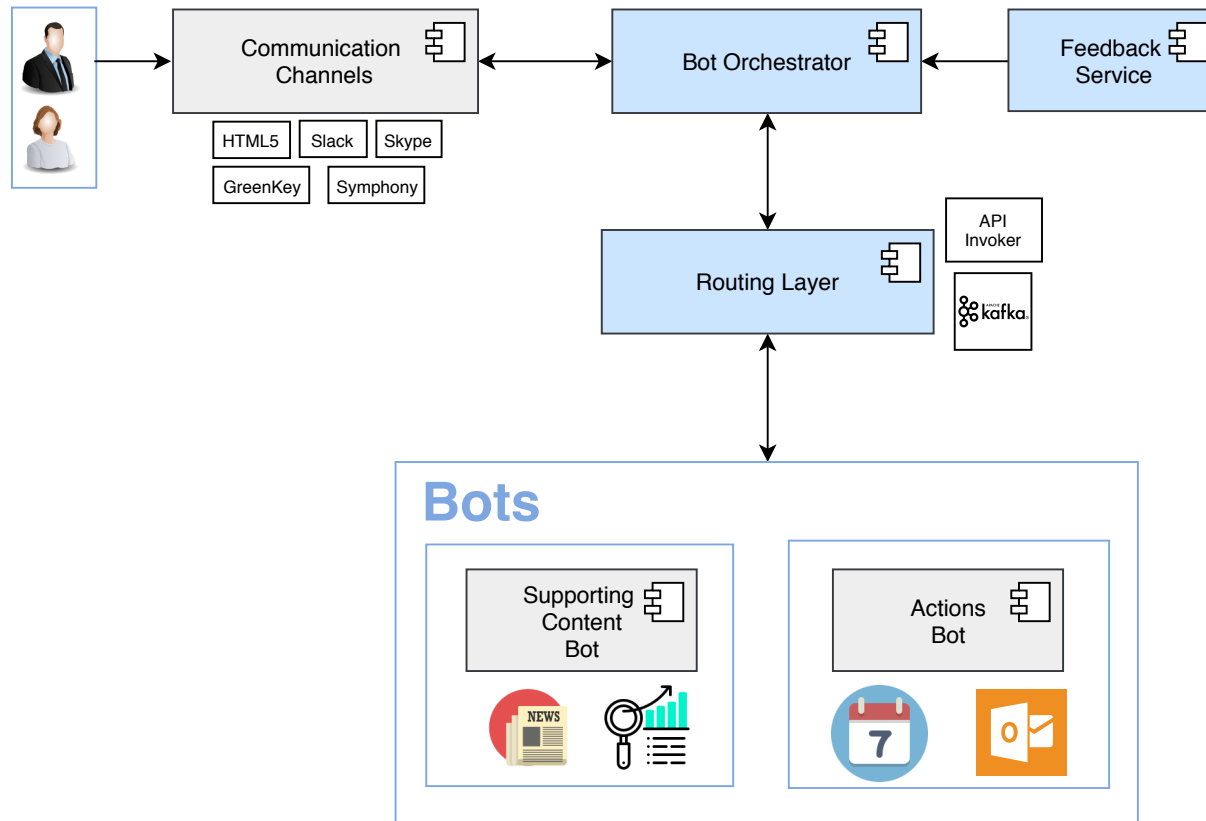 Communication
Channels
Bot Orchestrator
Feedback
Service
HTML5
Slack
Skype
GreenKey
Symphony
API
Invoker
Routing Layer
APACHE
kafka
Bots
Supporting
Content
Bot
Actions
Bot
NEWS
7
O